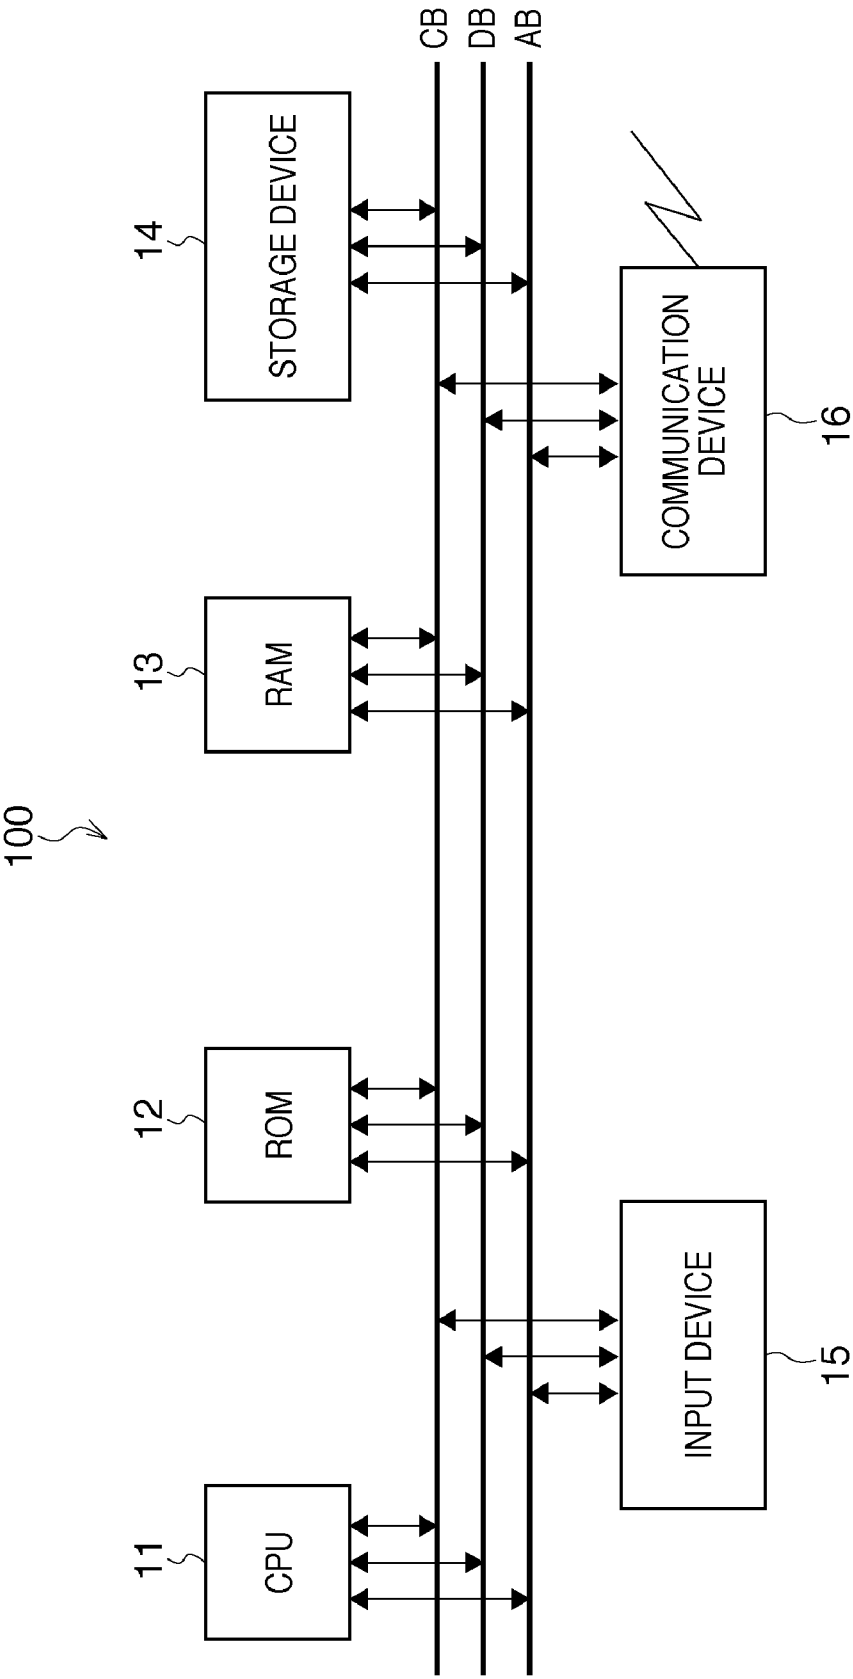 100
11
CPU
12
ROM
13
RAM
14
STORAGE DEVICE
CB
DB
AB
INPUT DEVICE
15
COMMUNICATION
DEVICE
16